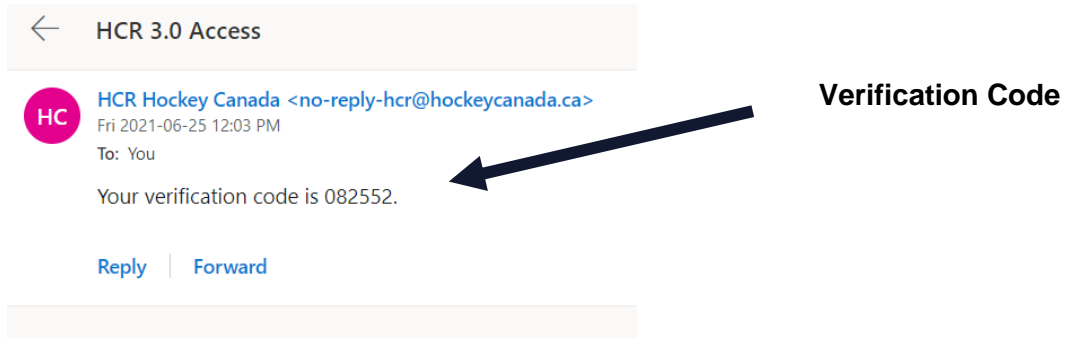 HCR 3.0 Access
HC
HCR Hockey Canada <no-reply-hcr@hockeycanada.ca>
Fri 2021-06-25 12:03 PM
To: You
Your verification code is 082552.
Reply
Forward
Verification Code